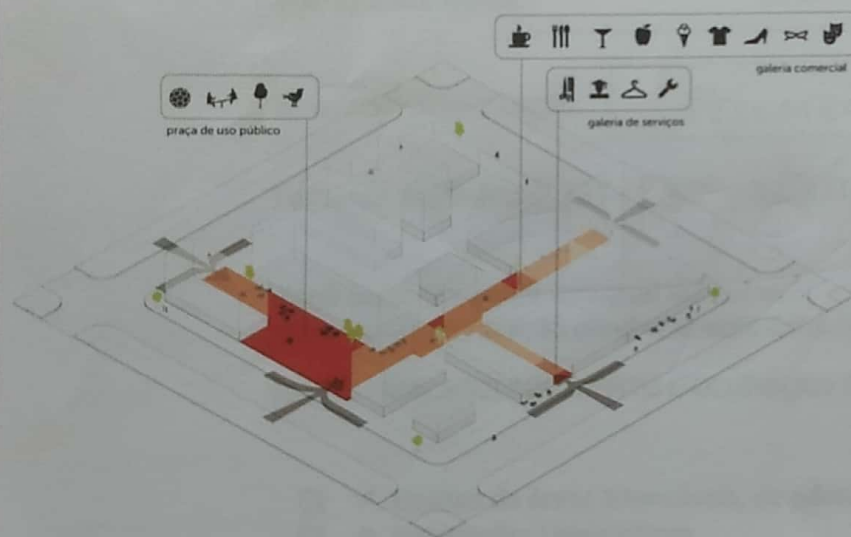 galeria comercial
praça de uso público
galeria de serviços